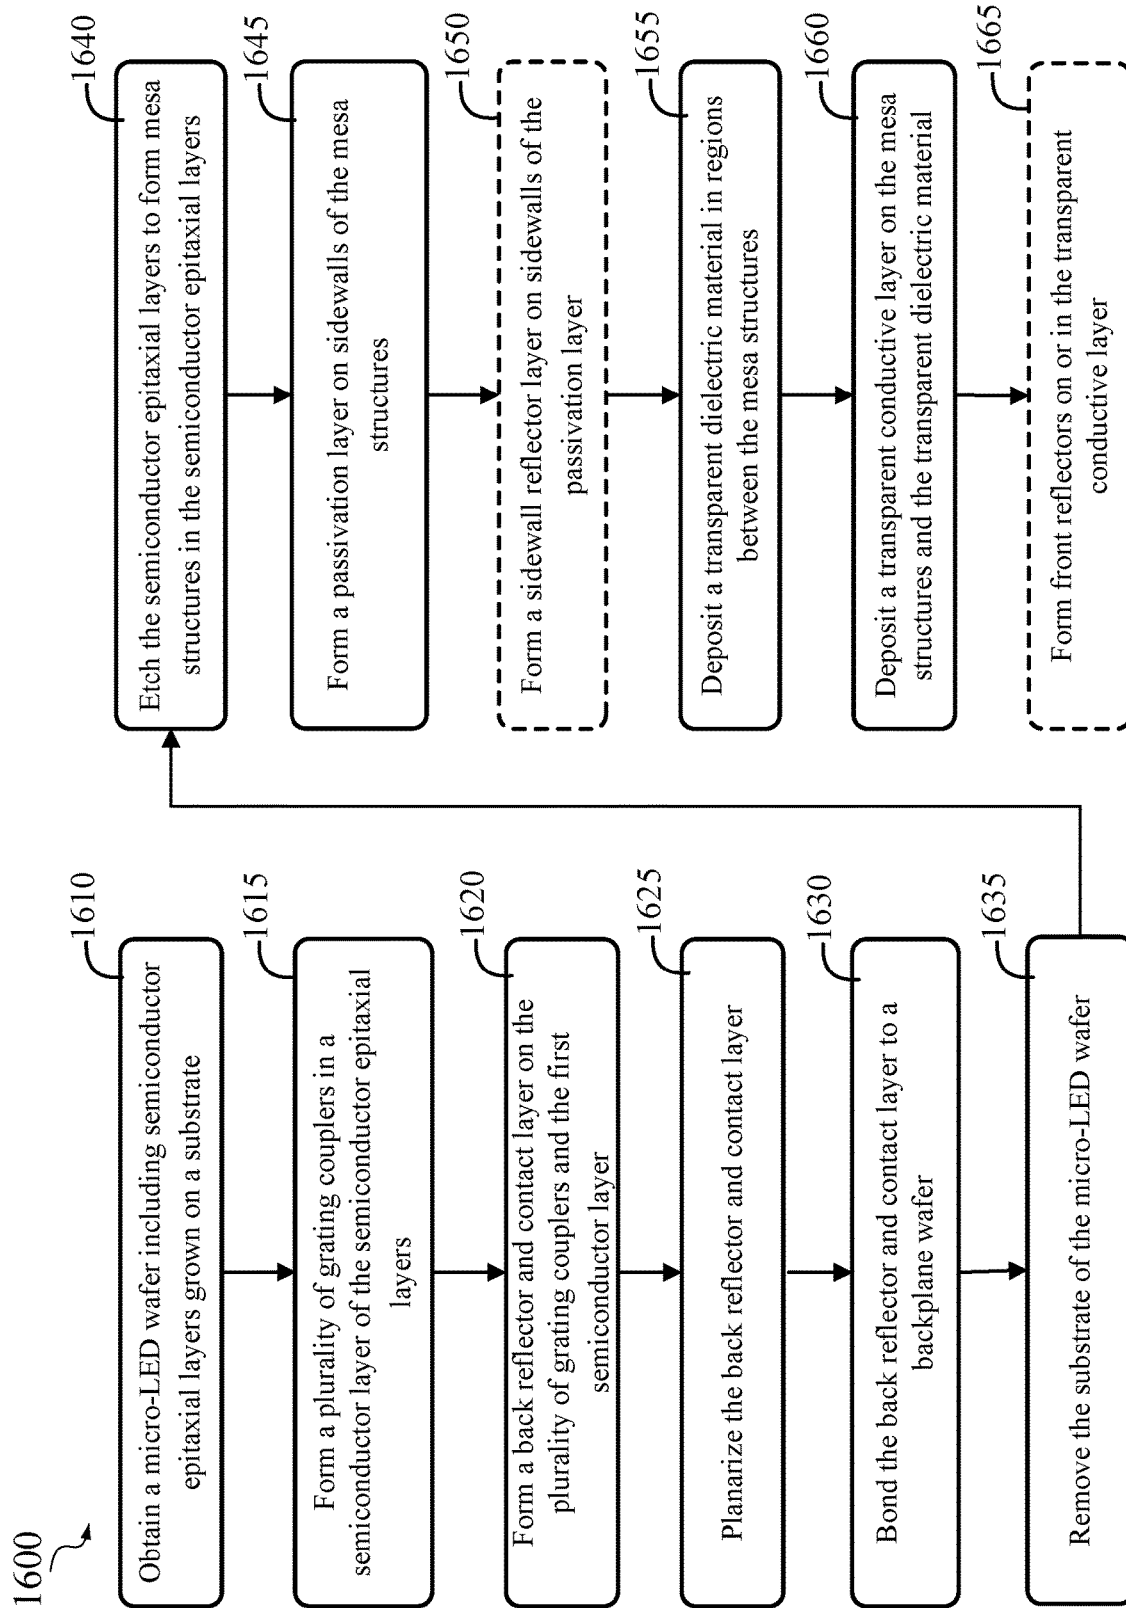 1600
1610
Obtain a micro-LED wafer including semiconductor
epitaxial layers grown on a substrate
1615
Form a plurality of grating couplers in a
semiconductor layer of the semiconductor epitaxial
layers
1620
Form a back reflector and contact layer on the
plurality of grating couplers and the first
semiconductor layer
1625
Planarize the back reflector and contact layer
1630
Bond the back reflector and contact layer to a
backplane wafer
1635
Remove the substrate of the micro-LED wafer
1640
Etch the semiconductor epitaxial layers to form mesa
structures in the semiconductor epitaxial layers
1645
Form a passivation layer on sidewalls of the mesa
structures
1650
Form a sidewall reflector layer on sidewalls of the
passivation layer
1655
Deposit a transparent dielectric material in regions
between the mesa structures
1660
Deposit a transparent conductive layer on the mesa
structures and the transparent dielectric material
1665
Form front reflectors on or in the transparent
conductive layer